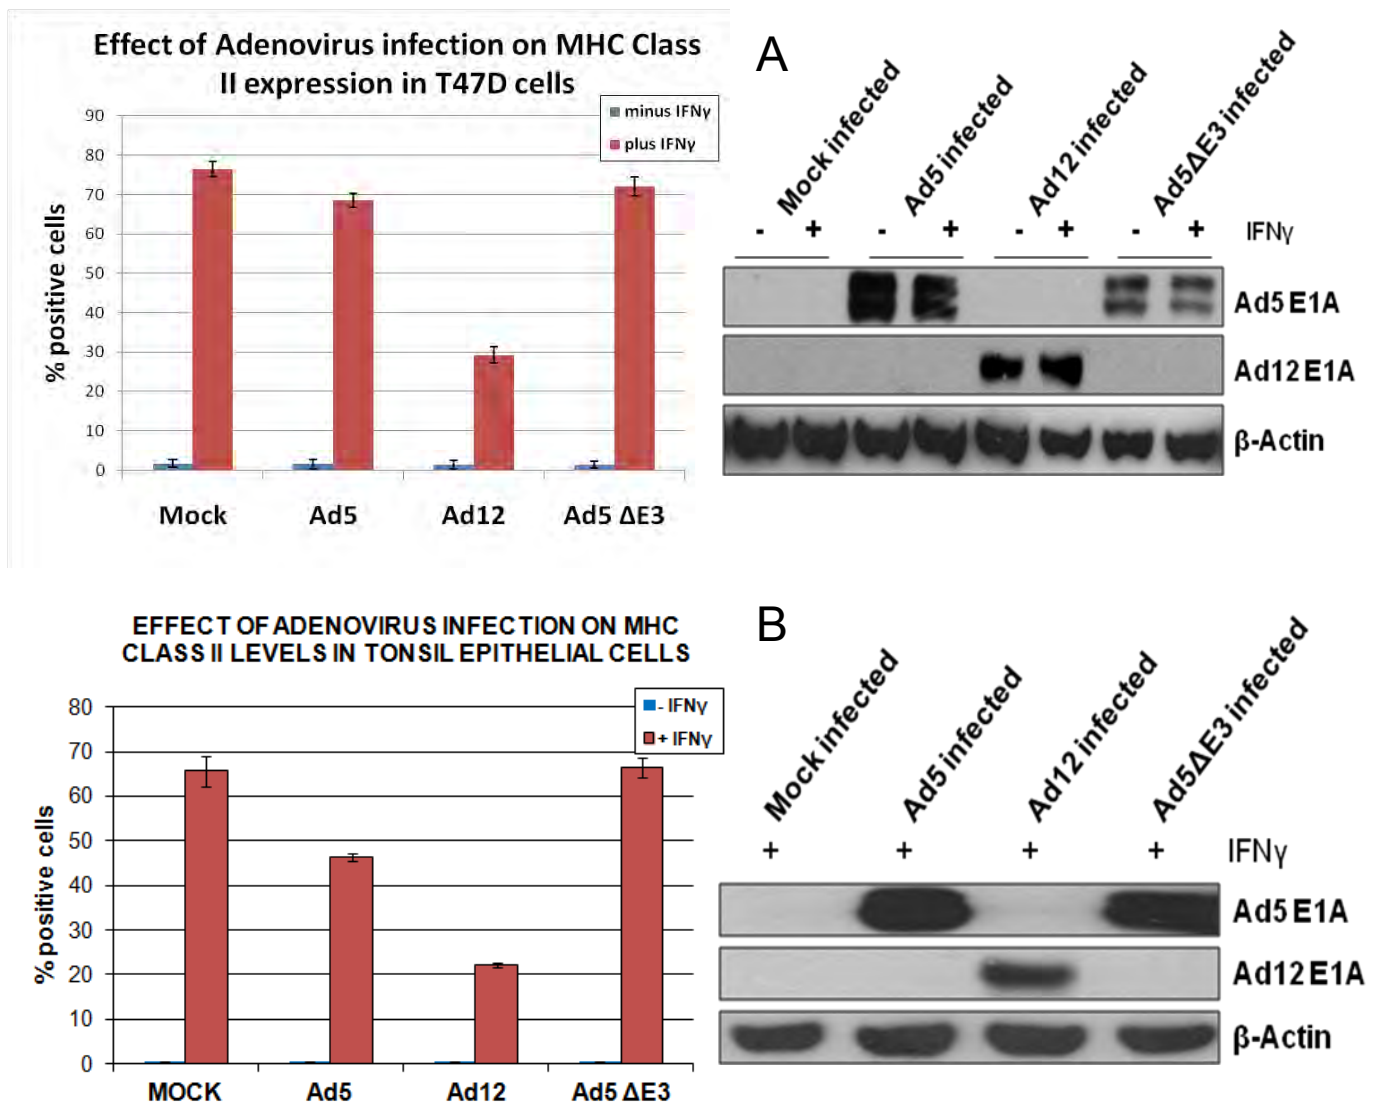 Effect of Adenovirus infection on MHC Class
II expression in T47D cells
minus IFNγ
plus IFNγ
90
80
70
60
50
40
30
20
10
0
% positive cells
Mock
Ad5
Ad12
Ad5 ΔE3
A
Mock infected
Ad5 infected
Ad12 infected
Ad5ΔE3 infected
- + - + - + - + IFNγ
Ad5 E1A
Ad12 E1A
β-Actin
EFFECT OF ADENOVIRUS INFECTION ON MHC
CLASS II LEVELS IN TONSIL EPITHELIAL CELLS
- IFNγ
+ IFNγ
80
70
60
50
40
30
20
10
0
% positive cells
MOCK
Ad5
Ad12
Ad5 ΔE3
B
Mock infected
Ad5 infected
Ad12 infected
Ad5ΔE3 infected
+ + + + IFNγ
Ad5 E1A
Ad12 E1A
β-Actin